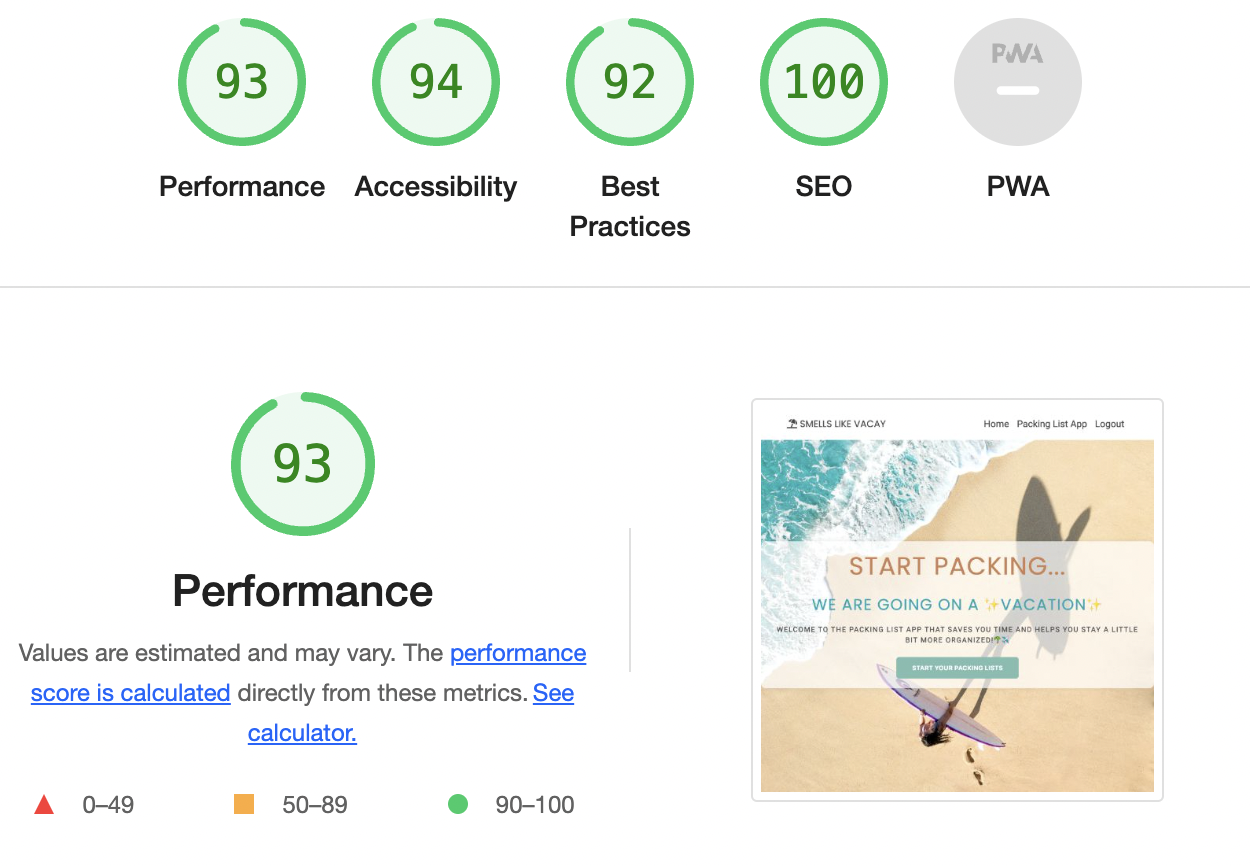 93
94
92
100
PWA
Performance
Accessibility
Best
Practices
SEO
PWA
93
Performance
Values are estimated and may vary. The performance
score is calculated directly from these metrics. See
calculator.
0–49
50–89
90–100
SMELLS LIKE VACAY
Home Packing List App Logout
START PACKING...
WE ARE GOING ON A ✨VACATION✨
WELCOME TO THE PACKING LIST APP THAT SAVES YOU TIME AND HELPS YOU STAY A LITTLE
BIT MORE ORGANIZED!🌴✈️
START YOUR PACKING LISTS